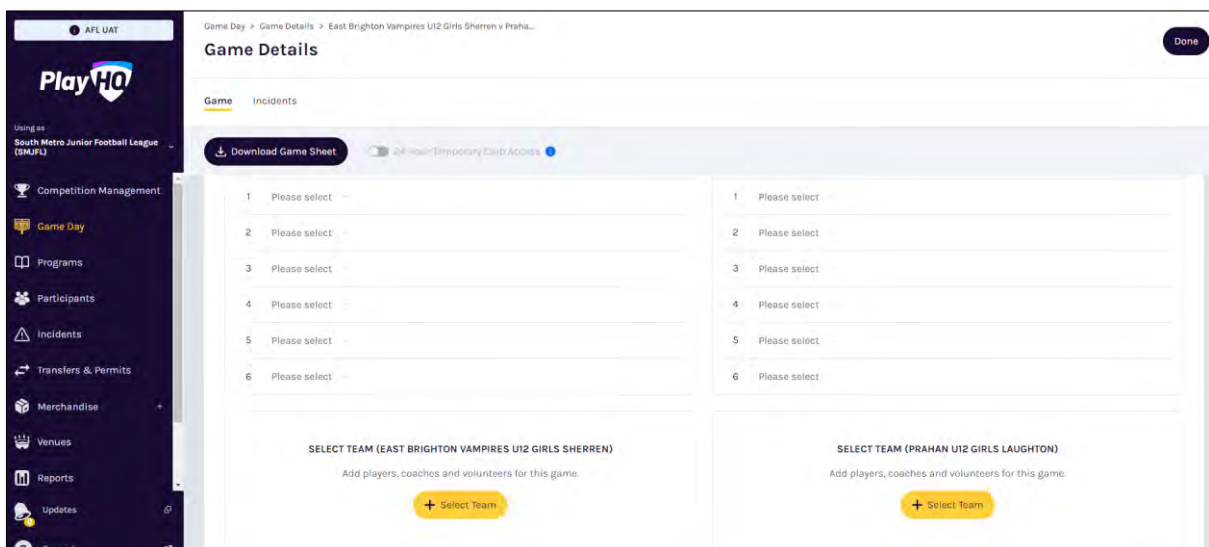 AFL UAT
PlayHQ
Using as
South Metro Junior Football League
(SMJFL)
Competition Management
Game Day
Programs
Participants
Incidents
Transfers & Permits
Merchandise +
Venues
Reports
Updates
Game Day > Game Details > East Brighton Vampires U12 Girls Sherren v Praha...
Game Details
Done
Game Incidents
Download Game Sheet
24 Hour Temporary Club Access
1 Please select
2 Please select
3 Please select
4 Please select
5 Please select
6 Please select
SELECT TEAM (EAST BRIGHTON VAMPIRES U12 GIRLS SHERREN)
Add players, coaches and volunteers for this game.
+ Select Team
1 Please select
2 Please select
3 Please select
4 Please select
5 Please select
6 Please select
SELECT TEAM (PRAHAN U12 GIRLS LAUGHTON)
Add players, coaches and volunteers for this game.
+ Select Team